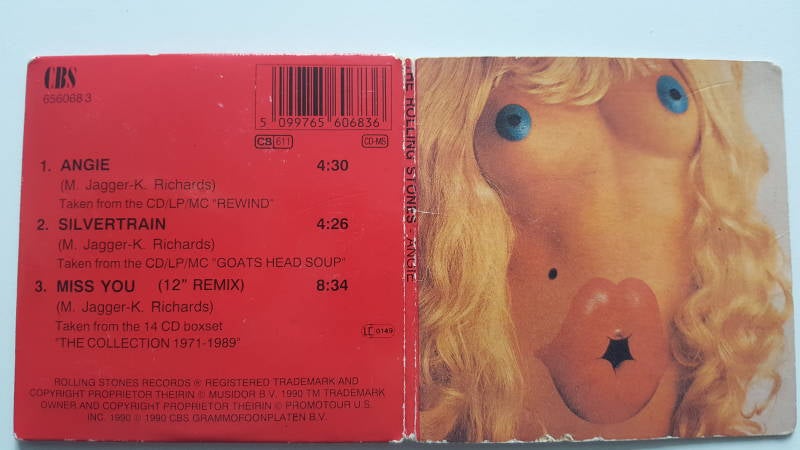 CBS
656068 3
5 099765 606836
CB 611
CD-MS
1. ANGIE 4:30
(M. Jagger-K. Richards)
Taken from the CD/LP/MC "REWIND"
2. SILVERTRAIN 4:26
(M. Jagger-K. Richards)
Taken from the CD/LP/MC "GOATS HEAD SOUP"
3. MISS YOU (12" REMIX) 8:34
(M. Jagger-K. Richards)
Taken from the 14 CD boxset
"THE COLLECTION 1971-1989"
LC 0149
ROLLING STONES RECORDS ® REGISTERED TRADEMARK AND
COPYRIGHT PROPRIETOR THEIRIN © MUSIDOR B.V. 1990 TM TRADEMARK
OWNER AND COPYRIGHT PROPRIETOR THEIRIN © PROMOTOUR U.S.
INC. 1990 © 1990 CBS GRAMMOFOONPLATEN B.V.
THE ROLLING STONES - ANGIE